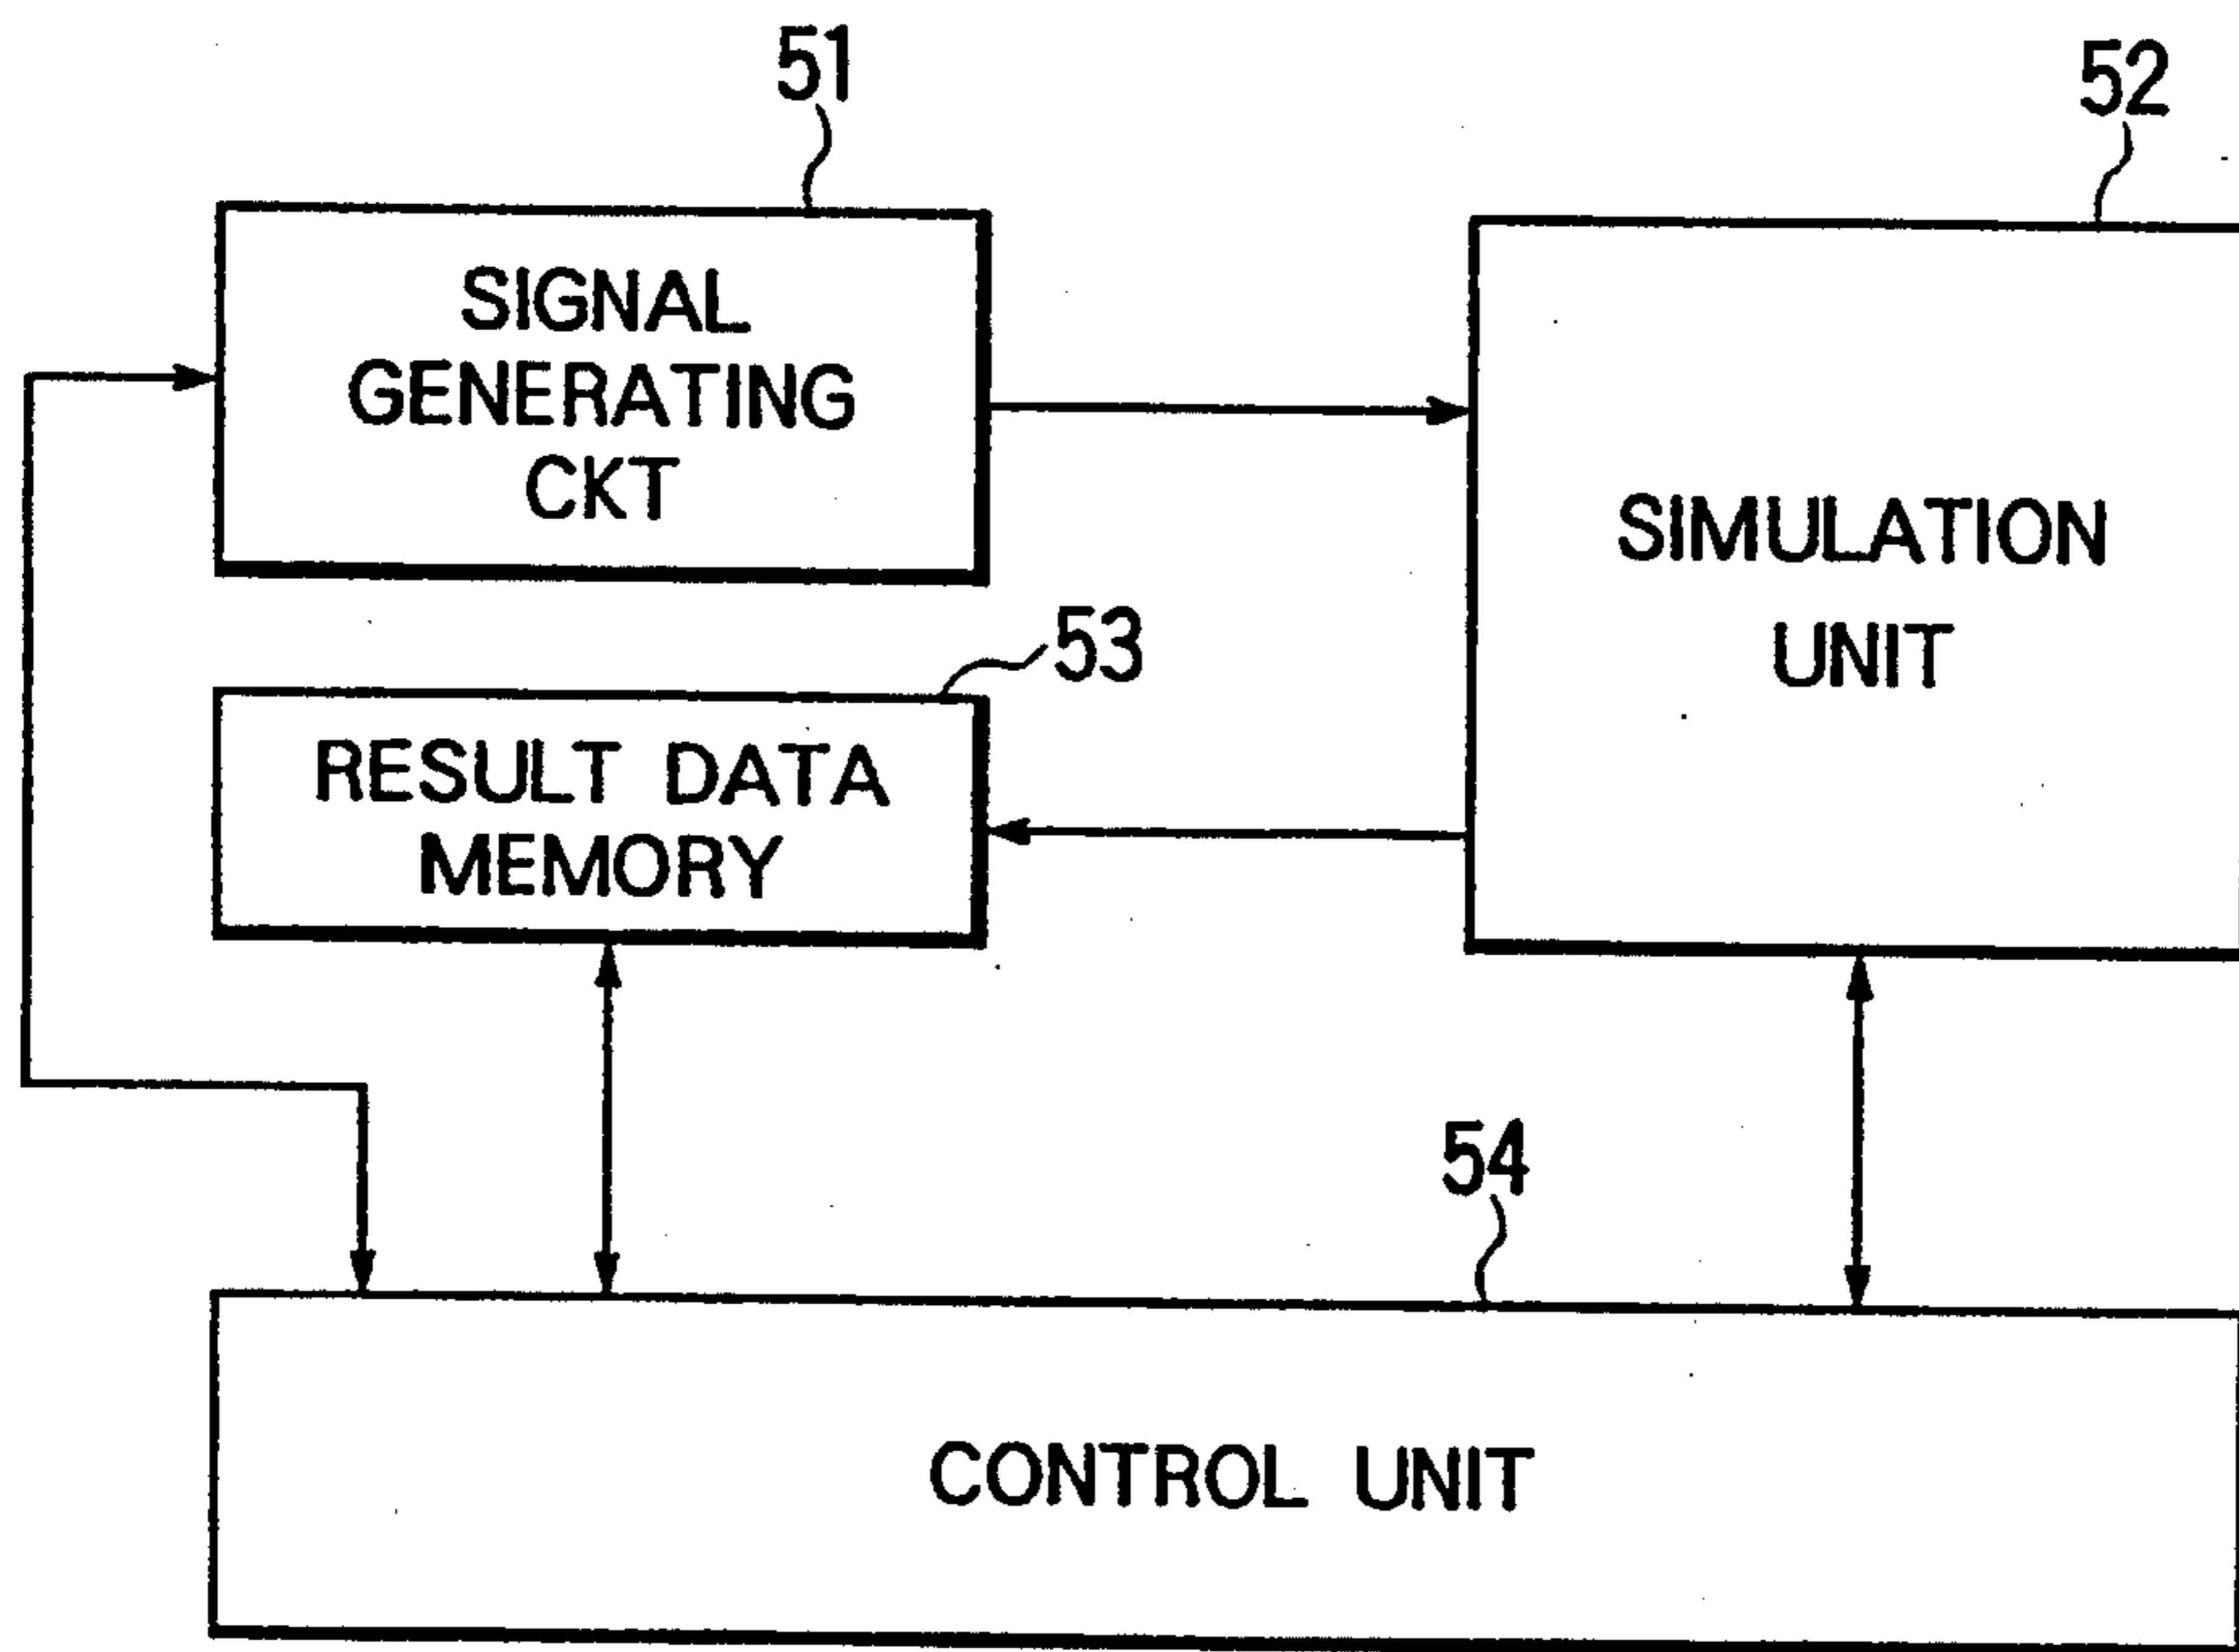 51
52
SIGNAL
GENERATING
CKT
SIMULATION
UNIT
53
RESULT DATA
MEMORY
54
CONTROL UNIT